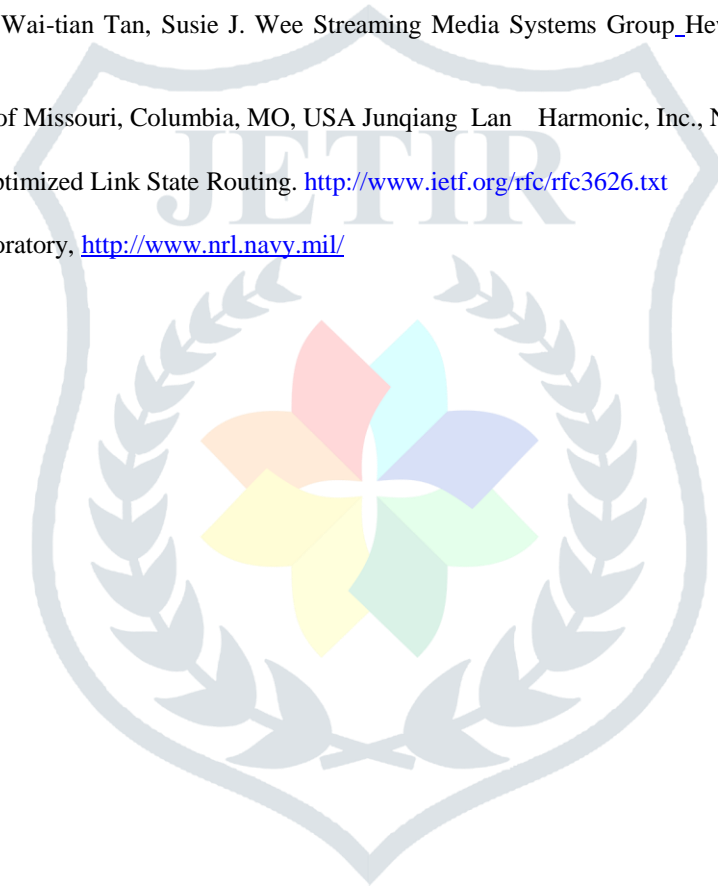 Wai-tian Tan, Susie J. Wee Streaming Media Systems Group Hev
of Missouri, Columbia, MO, USA Junqiang Lan Harmonic, Inc., N
JETIR
ptimized Link State Routing. http://www.ietf.org/rfc/rfc3626.txt
oratory, http://www.nrl.navy.mil/